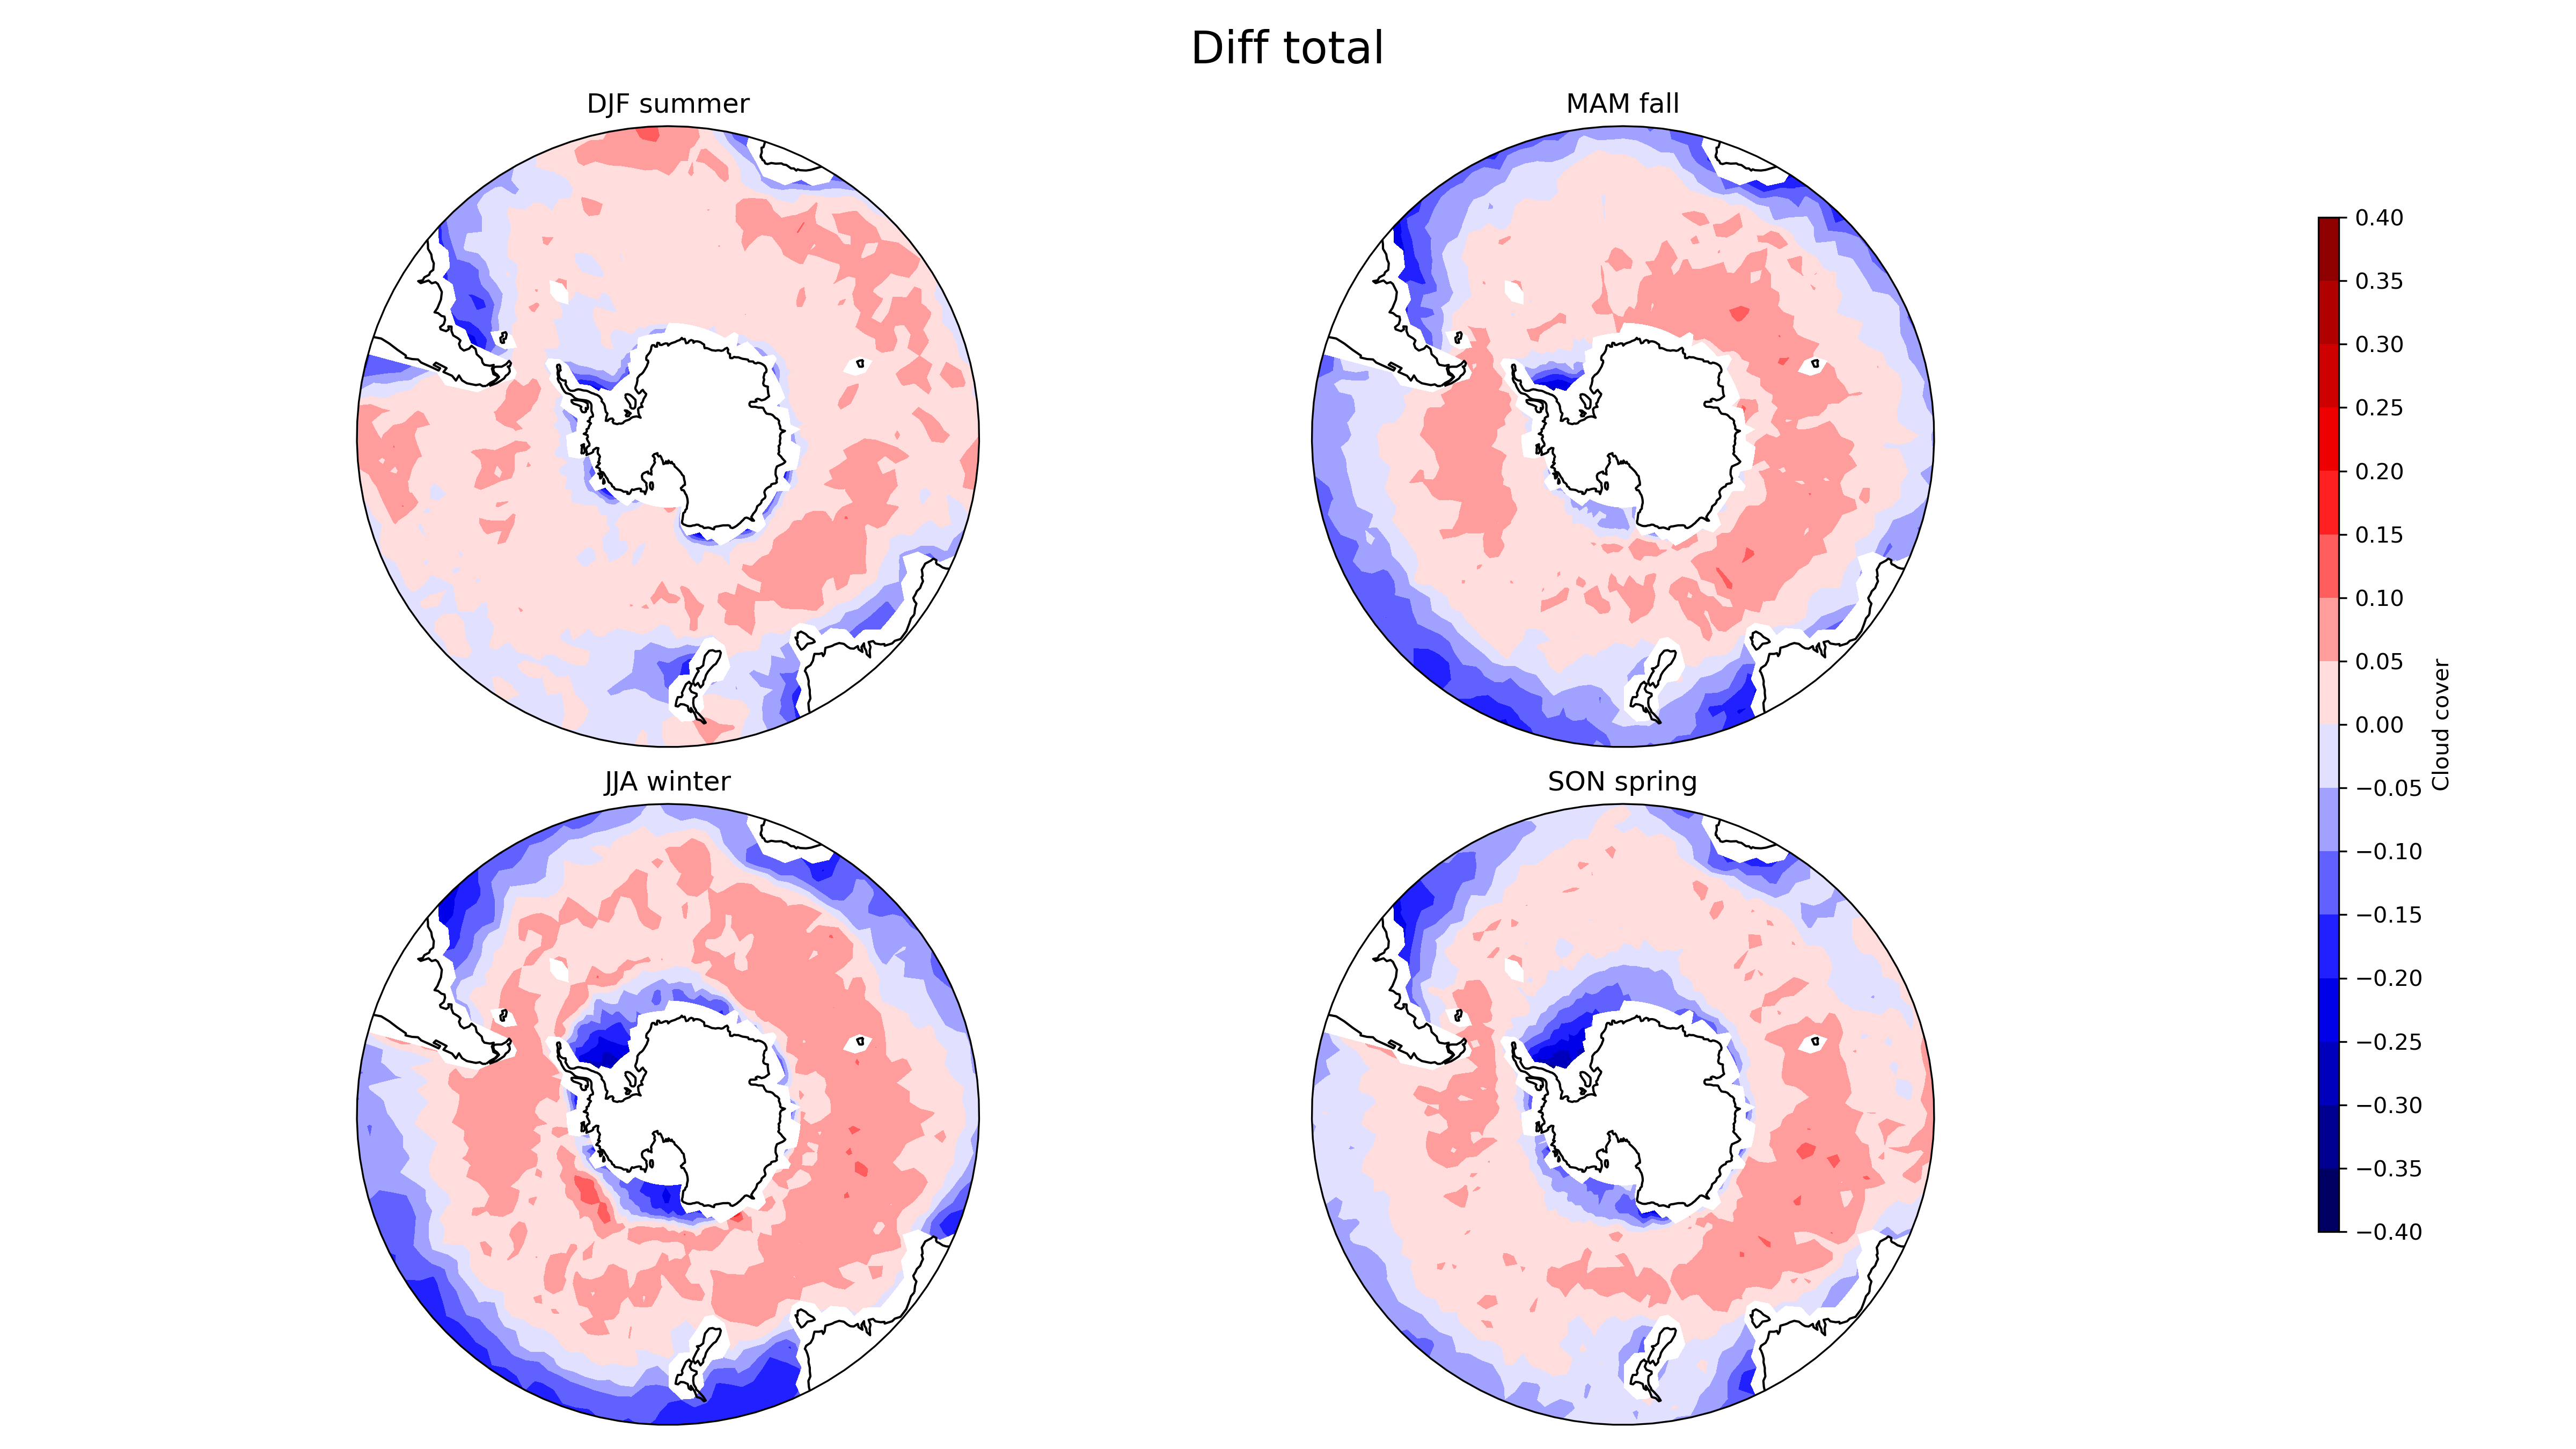 Diff total
DJF summer
MAM fall
JJA winter
SON spring
0.40
0.35
0.30
0.25
0.20
0.15
0.10
0.05
0.00
−0.05
−0.10
−0.15
−0.20
−0.25
−0.30
−0.35
−0.40
Cloud cover